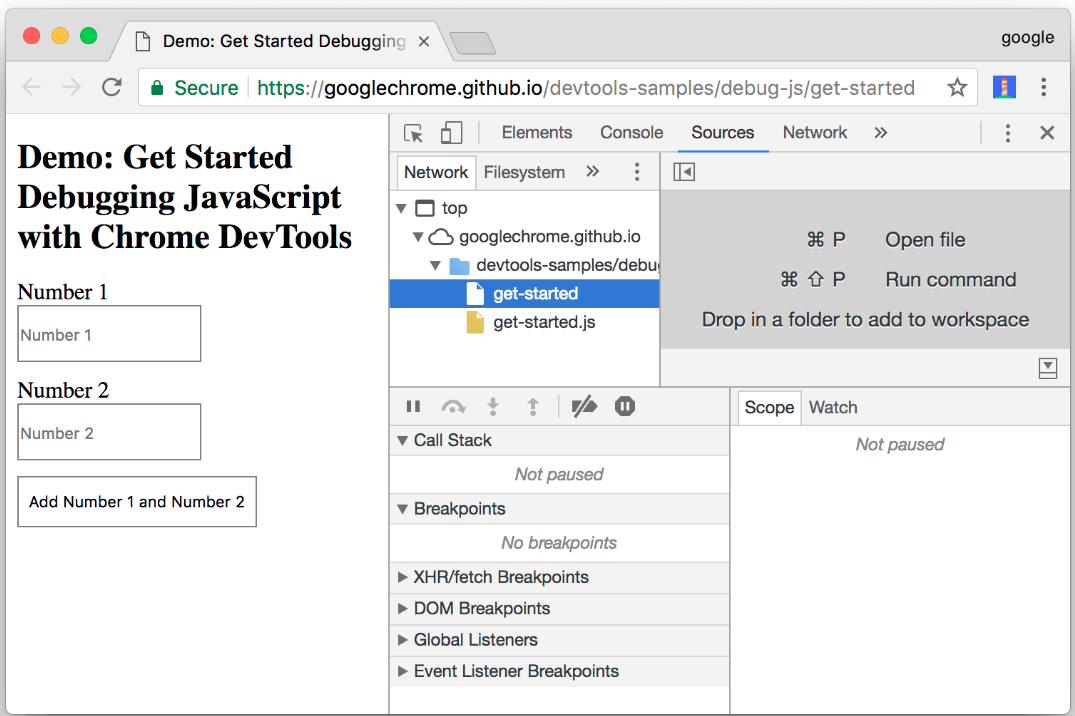 Demo: Get Started Debugging
google
Secure https://googlechrome.github.io/devtools-samples/debug-js/get-started
Demo: Get Started
Debugging JavaScript
with Chrome DevTools
Number 1
Number 1
Number 2
Number 2
Add Number 1 and Number 2
Elements Console Sources Network »
Network Filesystem »
top
googlechrome.github.io
devtools-samples/debu
get-started
get-started.js
⌘ P Open file
⌘ ⇧ P Run command
Drop in a folder to add to workspace
Call Stack
Not paused
Breakpoints
No breakpoints
XHR/fetch Breakpoints
DOM Breakpoints
Global Listeners
Event Listener Breakpoints
Scope Watch
Not paused